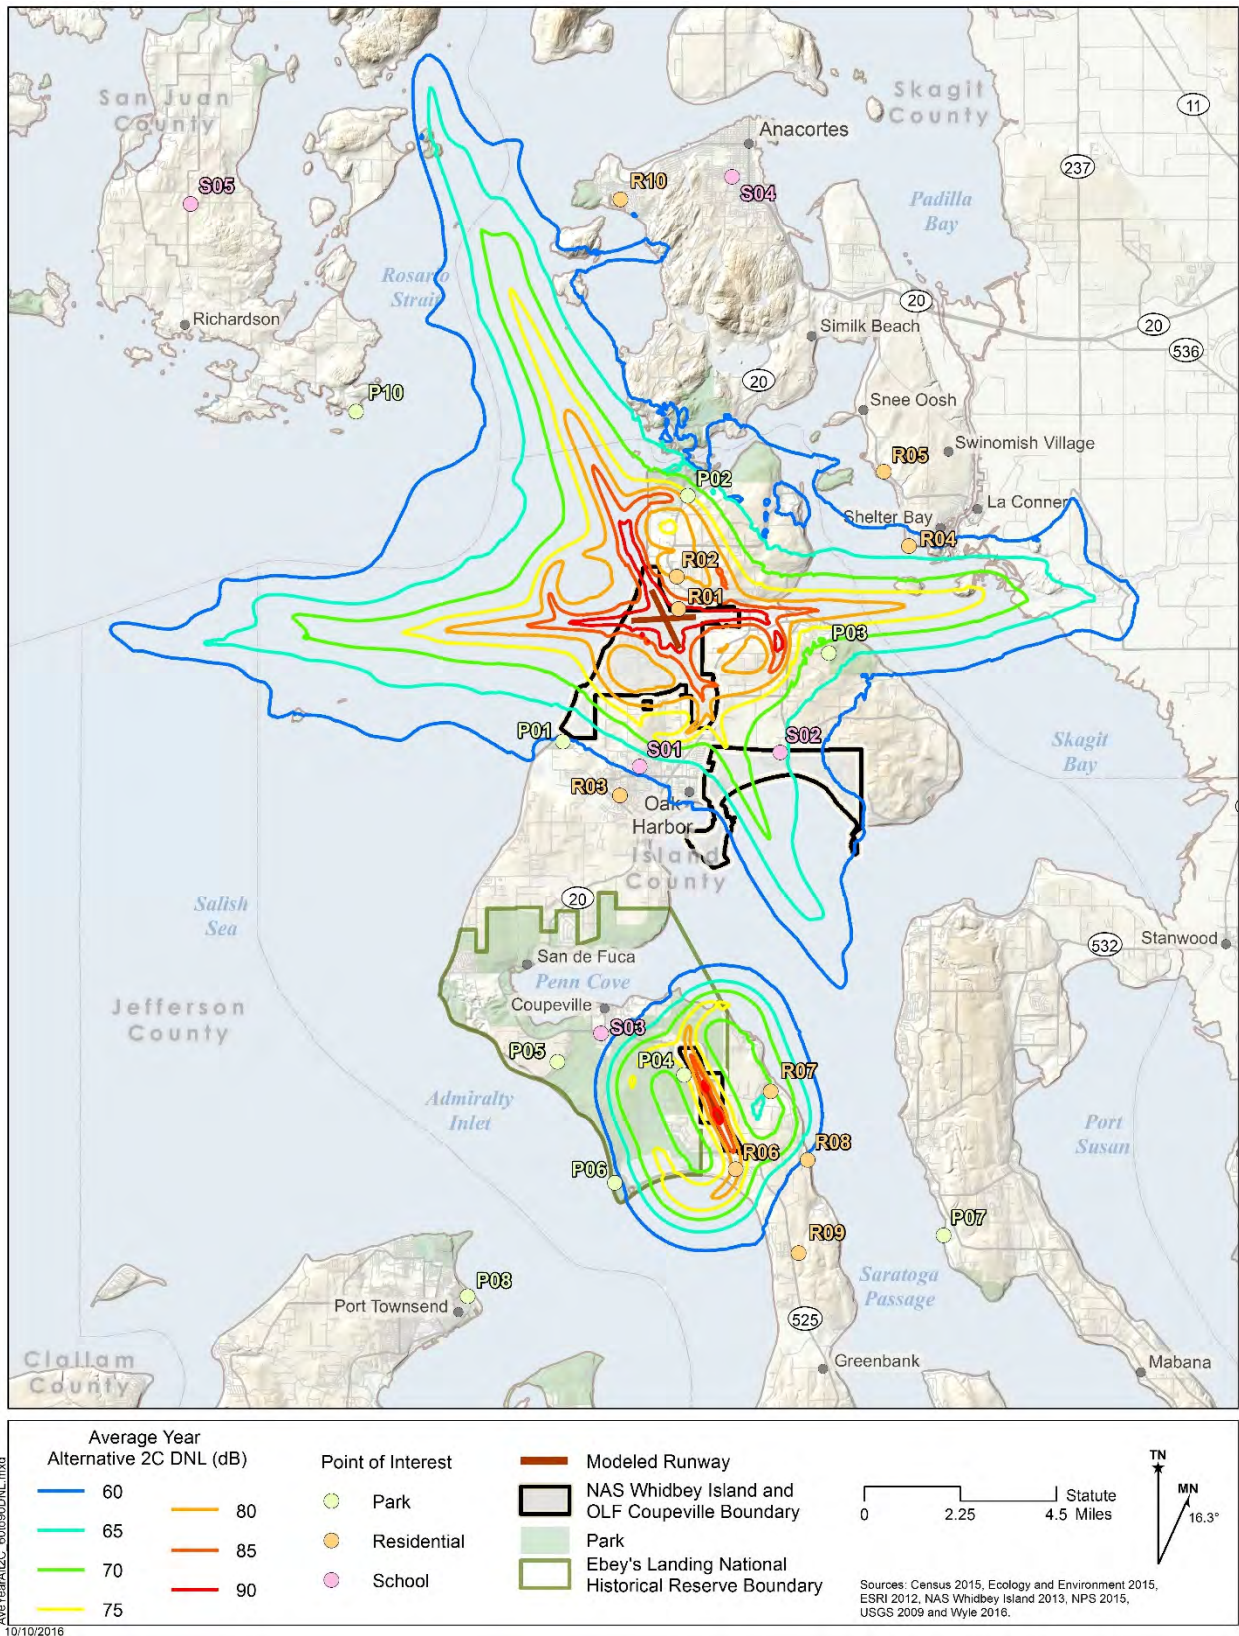 San Juan
County
Skagit
County
11
Anacortes
237
S05
R10
S04
Padilla
Bay
Rosario
Strait
Richardson
20
Similk Beach
20
536
20
P10
Snee Oosh
Swinomish Village
R05
P02
La Conner
Shelter Bay
R04
R02
R01
P03
P01
S01
S02
Skagit
Bay
R03
Oak
Harbor
Island
County
20
Salish
Sea
532
Stanwood
San de Fuca
Penn Cove
Jefferson
County
Coupeville
S03
P05
P04
R07
Admiralty
Inlet
Port
Susan
R08
R06
P06
P07
R09
Saratoga
Passage
P08
Port Townsend
525
Clallam
County
Greenbank
Mabana
Average Year
Alternative 2C DNL (dB)
60
65
70
75
80
85
90
Point of Interest
Park
Residential
School
Modeled Runway
NAS Whidbey Island and
OLF Coupeville Boundary
Park
Ebey's Landing National
Historical Reserve Boundary
0 2.25 4.5
Statute
Miles
TN
MN
16.3°
Sources: Census 2015, Ecology and Environment 2015,
ESRI 2012, NAS Whidbey Island 2013, NPS 2015,
USGS 2009 and Wyle 2016.
10/10/2016